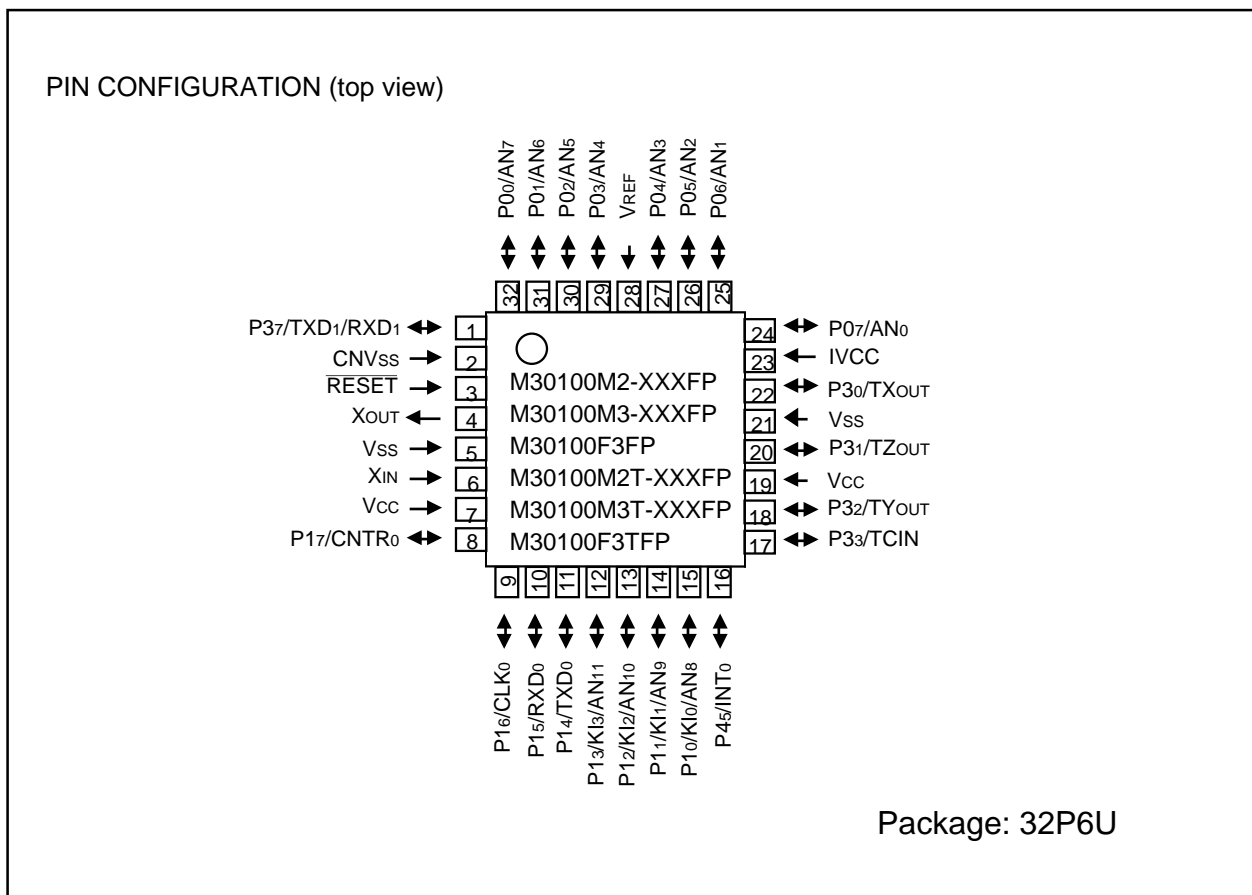 PIN CONFIGURATION (top view)
P00/AN7
P01/AN6
P02/AN5
P03/AN4
VREF
P04/AN3
P05/AN2
P06/AN1
32
31
30
29
28
27
26
25
P37/TXD1/RXD1
1
CNVSS
2
RESET
3
XOUT
4
VSS
5
XIN
6
VCC
7
P17/CNTR0
8
M30100M2-XXXFP
M30100M3-XXXFP
M30100F3FP
M30100M2T-XXXFP
M30100M3T-XXXFP
M30100F3TFP
24
P07/AN0
23
IVCC
22
P30/TXOUT
21
VSS
20
P31/TZOUT
19
VCC
18
P32/TYOUT
17
P33/TCIN
9
10
11
12
13
14
15
16
P16/CLK0
P15/RXD0
P14/TXD0
P13/KI3/AN11
P12/KI2/AN10
P11/KI1/AN9
P10/KI0/AN8
P45/INT0
Package: 32P6U